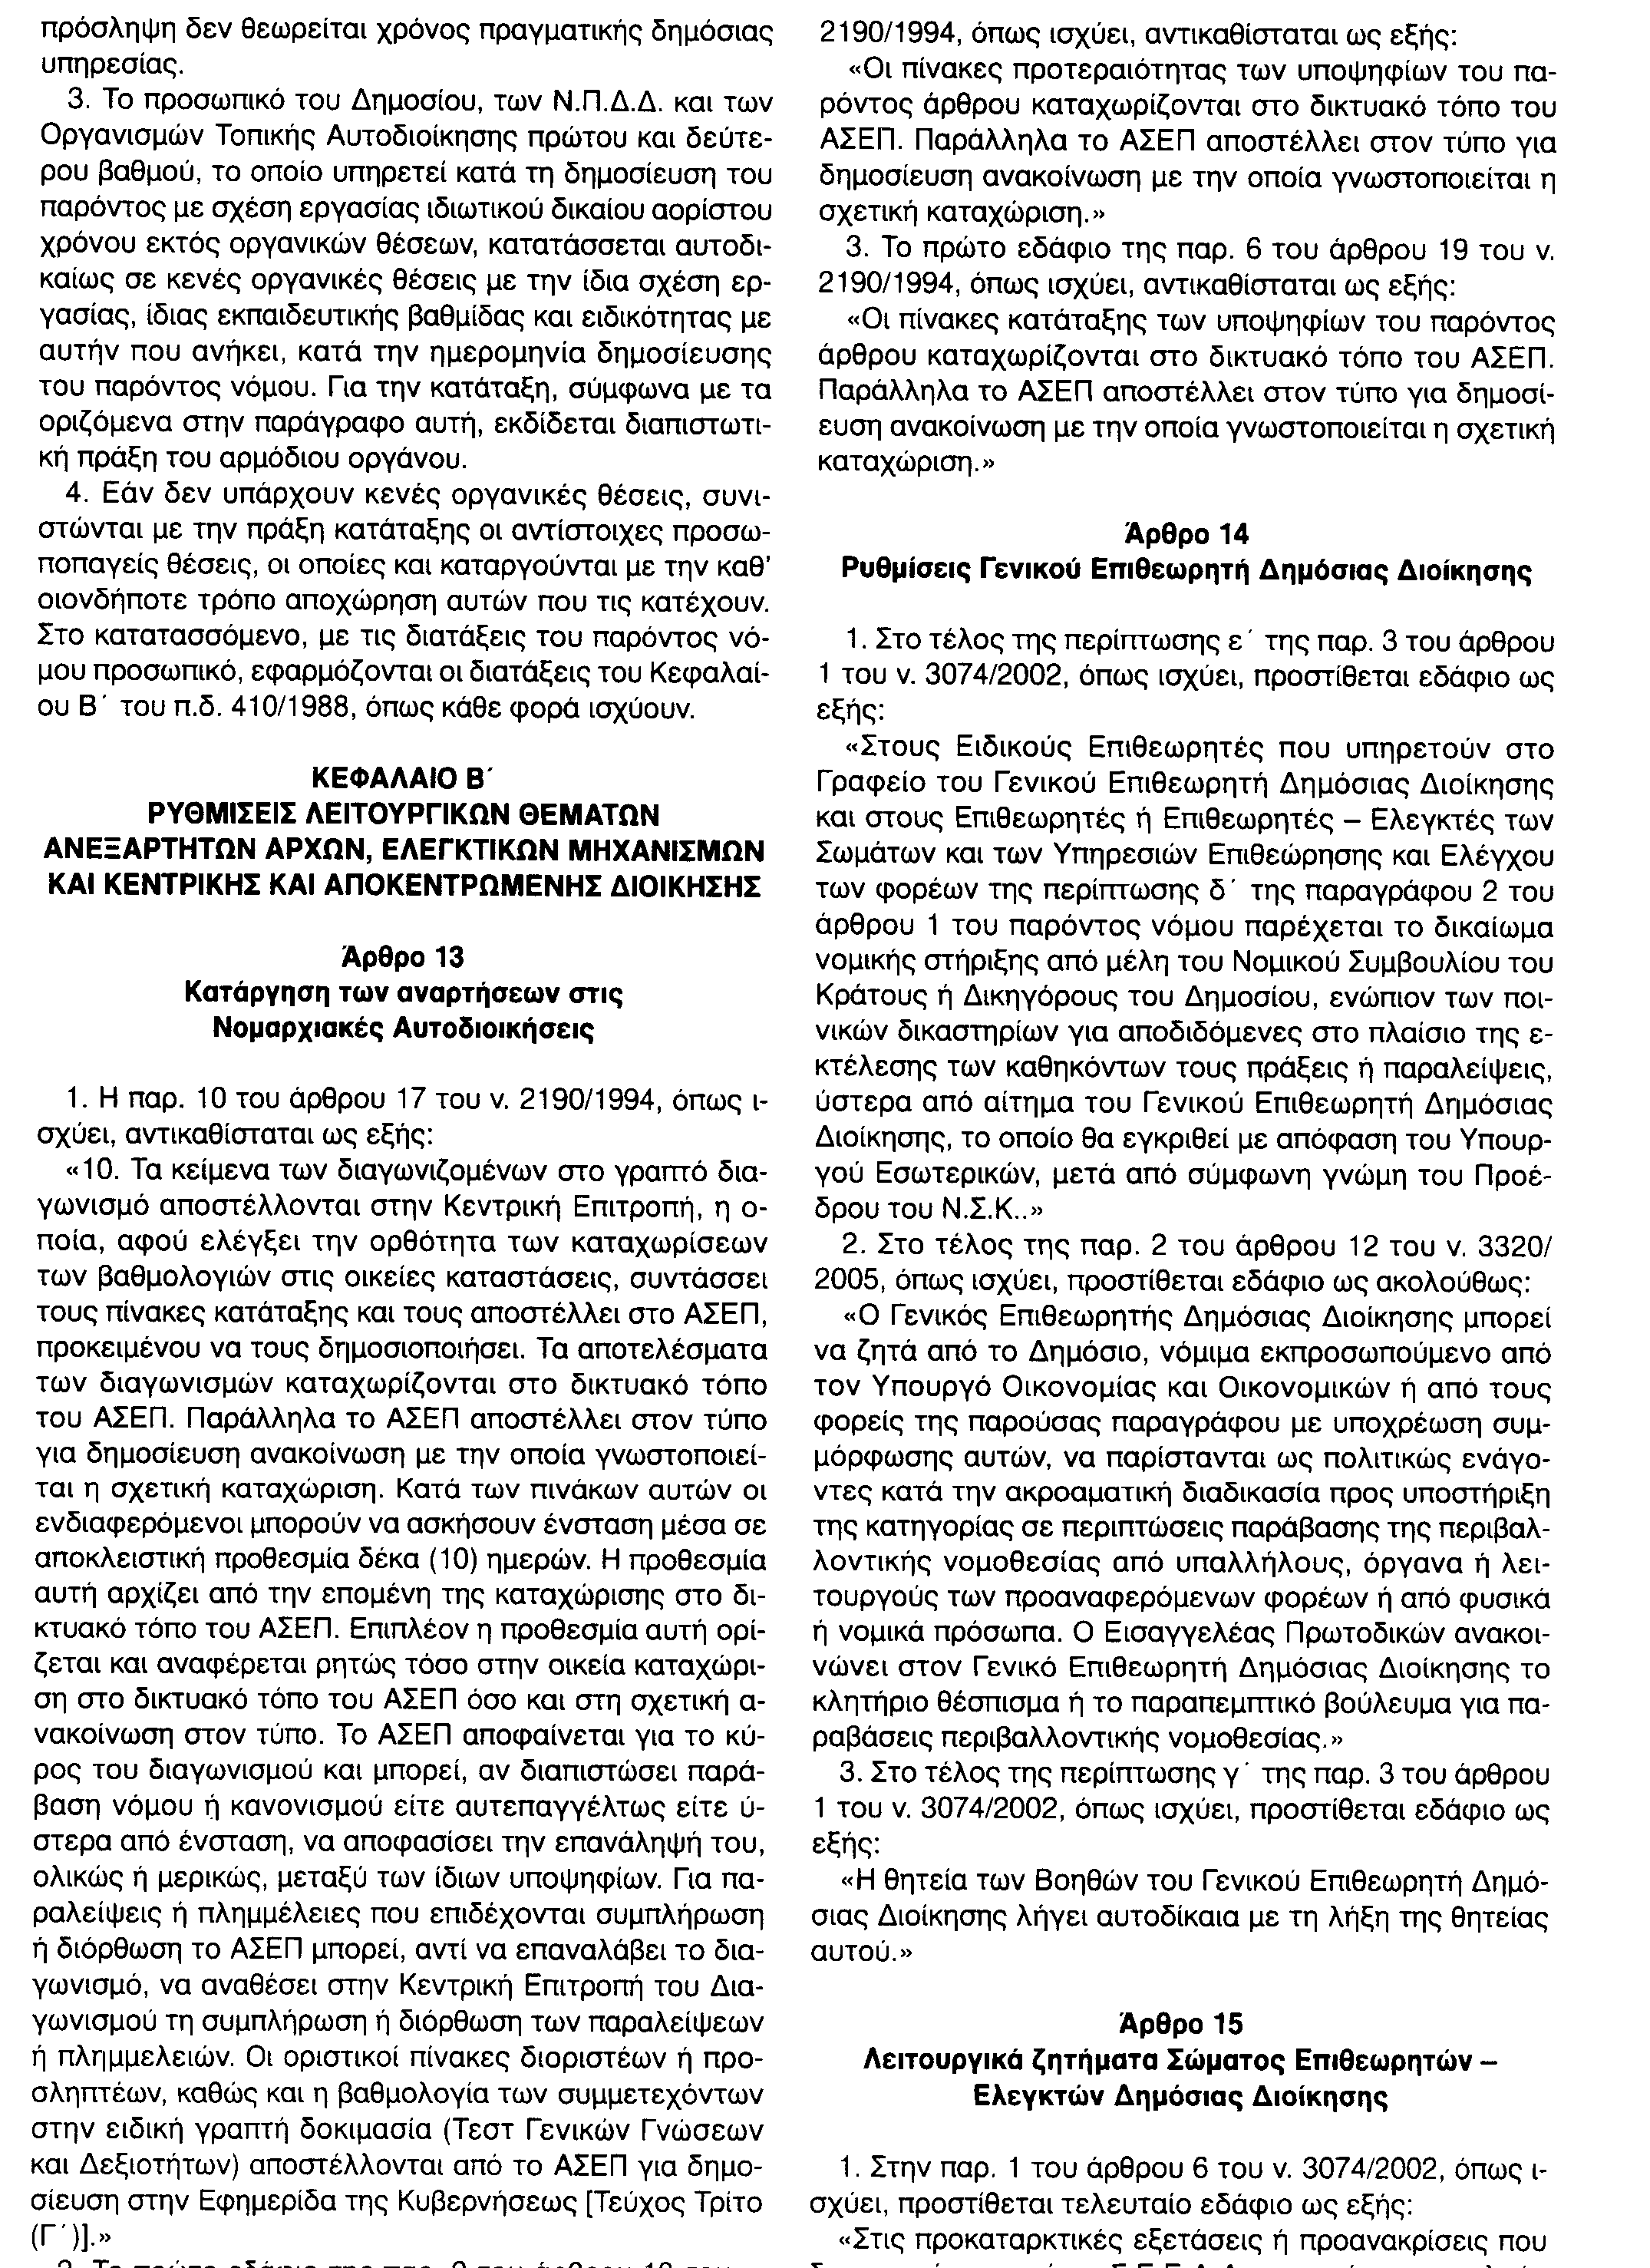 πρόσληψη δεν θεωρείται χρόνος πραγματικής δημόσιας
υπηρεσίας.
3. Το προσωπικό του Δημοσίου, των Ν.Π.Δ.Δ. και των
Οργανισμών Τοπικής Αυτοδιοίκησης πρώτου και δεύτε-
ρου βαθμού, το οποίο υπηρετεί κατά τη δημοσίευση του
παρόντος με σχέση εργασίας ιδιωτικού δικαίου αορίστου
χρόνου εκτός οργανικών θέσεων, κατατάσσεται αυτοδι-
καίως σε κενές οργανικές θέσεις με την ίδια σχέση ερ-
γασίας, ίδιας εκπαιδευτικής βαθμίδας και ειδικότητας με
αυτήν που ανήκει, κατά την ημερομηνία δημοσίευσης
του παρόντος νόμου. Για την κατάταξη, σύμφωνα με τα
οριζόμενα στην παράγραφο αυτή, εκδίδεται διαπιστωτι-
κή πράξη του αρμόδιου οργάνου.
4. Εάν δεν υπάρχουν κενές οργανικές θέσεις, συνι-
στώνται με την πράξη κατάταξης οι αντίστοιχες προσω-
ποπαγείς θέσεις, οι οποίες και καταργούνται με την καθ’
οιονδήποτε τρόπο αποχώρηση αυτών που τις κατέχουν.
Στο κατατασσόμενο, με τις διατάξεις του παρόντος νό-
μου προσωπικό, εφαρμόζονται οι διατάξεις του Κεφαλαί-
ου Β΄ του π.δ. 410/1988, όπως κάθε φορά ισχύουν.
ΚΕΦΑΛΑΙΟ Β΄
ΡΥΘΜΙΣΕΙΣ ΛΕΙΤΟΥΡΓΙΚΩΝ ΘΕΜΑΤΩΝ
ΑΝΕΞΑΡΤΗΤΩΝ ΑΡΧΩΝ, ΕΛΕΓΚΤΙΚΩΝ ΜΗΧΑΝΙΣΜΩΝ
ΚΑΙ ΚΕΝΤΡΙΚΗΣ ΚΑΙ ΑΠΟΚΕΝΤΡΩΜΕΝΗΣ ΔΙΟΙΚΗΣΗΣ
Άρθρο 13
Κατάργηση των αναρτήσεων στις
Νομαρχιακές Αυτοδιοικήσεις
1. Η παρ. 10 του άρθρου 17 του ν. 2190/1994, όπως ι-
σχύει, αντικαθίσταται ως εξής:
«10. Τα κείμενα των διαγωνιζομένων στο γραπτό δια-
γωνισμό αποστέλλονται στην Κεντρική Επιτροπή, η ο-
ποία, αφού ελέγξει την ορθότητα των καταχωρίσεων
των βαθμολογιών στις οικείες καταστάσεις, συντάσσει
τους πίνακες κατάταξης και τους αποστέλλει στο ΑΣΕΠ,
προκειμένου να τους δημοσιοποιήσει. Τα αποτελέσματα
των διαγωνισμών καταχωρίζονται στο δικτυακό τόπο
του ΑΣΕΠ. Παράλληλα το ΑΣΕΠ αποστέλλει στον τύπο
για δημοσίευση ανακοίνωση με την οποία γνωστοποιεί-
ται η σχετική καταχώριση. Κατά των πινάκων αυτών οι
ενδιαφερόμενοι μπορούν να ασκήσουν ένσταση μέσα σε
αποκλειστική προθεσμία δέκα (10) ημερών. Η προθεσμία
αυτή αρχίζει από την επομένη της καταχώρισης στο δι-
κτυακό τόπο του ΑΣΕΠ. Επιπλέον η προθεσμία αυτή ορί-
ζεται και αναφέρεται ρητώς τόσο στην οικεία καταχώρι-
ση στο δικτυακό τόπο του ΑΣΕΠ όσο και στη σχετική α-
νακοίνωση στον τύπο. Το ΑΣΕΠ αποφαίνεται για το κύ-
ρος του διαγωνισμού και μπορεί, αν διαπιστώσει παρά-
βαση νόμου ή κανονισμού είτε αυτεπαγγέλτως είτε ύ-
στερα από ένσταση, να αποφασίσει την επανάληψή του,
ολικώς ή μερικώς, μεταξύ των ίδιων υποψηφίων. Για πα-
ραλείψεις ή πλημμέλειες που επιδέχονται συμπλήρωση
ή διόρθωση το ΑΣΕΠ μπορεί, αντί να επαναλάβει το δια-
γωνισμό, να αναθέσει στην Κεντρική Επιτροπή του Δια-
γωνισμού τη συμπλήρωση ή διόρθωση των παραλείψεων
ή πλημμελειών. Οι οριστικοί πίνακες διοριστέων ή προ-
σληπτέων, καθώς και η βαθμολογία των συμμετεχόντων
στην ειδική γραπτή δοκιμασία (Τεστ Γενικών Γνώσεων
και Δεξιοτήτων) αποστέλλονται από το ΑΣΕΠ για δημο-
σίευση στην Εφημερίδα της Κυβερνήσεως [Τεύχος Τρίτο
(Γ΄)].»
2190/1994, όπως ισχύει, αντικαθίσταται ως εξής:
«Οι πίνακες προτεραιότητας των υποψηφίων του πα-
ρόντος άρθρου καταχωρίζονται στο δικτυακό τόπο του
ΑΣΕΠ. Παράλληλα το ΑΣΕΠ αποστέλλει στον τύπο για
δημοσίευση ανακοίνωση με την οποία γνωστοποιείται η
σχετική καταχώριση.»
3. Το πρώτο εδάφιο της παρ. 6 του άρθρου 19 του ν.
2190/1994, όπως ισχύει, αντικαθίσταται ως εξής:
«Οι πίνακες κατάταξης των υποψηφίων του παρόντος
άρθρου καταχωρίζονται στο δικτυακό τόπο του ΑΣΕΠ.
Παράλληλα το ΑΣΕΠ αποστέλλει στον τύπο για δημοσί-
ευση ανακοίνωση με την οποία γνωστοποιείται η σχετική
καταχώριση.»
Άρθρο 14
Ρυθμίσεις Γενικού Επιθεωρητή Δημόσιας Διοίκησης
1. Στο τέλος της περίπτωσης ε΄ της παρ. 3 του άρθρου
1 του ν. 3074/2002, όπως ισχύει, προστίθεται εδάφιο ως
εξής:
«Στους Ειδικούς Επιθεωρητές που υπηρετούν στο
Γραφείο του Γενικού Επιθεωρητή Δημόσιας Διοίκησης
και στους Επιθεωρητές ή Επιθεωρητές – Ελεγκτές των
Σωμάτων και των Υπηρεσιών Επιθεώρησης και Ελέγχου
των φορέων της περίπτωσης δ΄ της παραγράφου 2 του
άρθρου 1 του παρόντος νόμου παρέχεται το δικαίωμα
νομικής στήριξης από μέλη του Νομικού Συμβουλίου του
Κράτους ή Δικηγόρους του Δημοσίου, ενώπιον των ποι-
νικών δικαστηρίων για αποδιδόμενες στο πλαίσιο της ε-
κτέλεσης των καθηκόντων τους πράξεις ή παραλείψεις,
ύστερα από αίτημα του Γενικού Επιθεωρητή Δημόσιας
Διοίκησης, το οποίο θα εγκριθεί με απόφαση του Υπουρ-
γού Εσωτερικών, μετά από σύμφωνη γνώμη του Προέ-
δρου του Ν.Σ.Κ..»
2. Στο τέλος της παρ. 2 του άρθρου 12 του ν. 3320/
2005, όπως ισχύει, προστίθεται εδάφιο ως ακολούθως:
«Ο Γενικός Επιθεωρητής Δημόσιας Διοίκησης μπορεί
να ζητά από το Δημόσιο, νόμιμα εκπροσωπούμενο από
τον Υπουργό Οικονομίας και Οικονομικών ή από τους
φορείς της παρούσας παραγράφου με υποχρέωση συμ-
μόρφωσης αυτών, να παρίστανται ως πολιτικώς ενάγο-
ντες κατά την ακροαματική διαδικασία προς υποστήριξη
της κατηγορίας σε περιπτώσεις παράβασης της περιβαλ-
λοντικής νομοθεσίας από υπαλλήλους, όργανα ή λει-
τουργούς των προαναφερόμενων φορέων ή από φυσικά
ή νομικά πρόσωπα. Ο Εισαγγελέας Πρωτοδικών ανακοι-
νώνει στον Γενικό Επιθεωρητή Δημόσιας Διοίκησης το
κλητήριο θέσπισμα ή το παραπεμπτικό βούλευμα για πα-
ραβάσεις περιβαλλοντικής νομοθεσίας.»
3. Στο τέλος της περίπτωσης γ΄ της παρ. 3 του άρθρου
1 του ν. 3074/2002, όπως ισχύει, προστίθεται εδάφιο ως
εξής:
«Η θητεία των Βοηθών του Γενικού Επιθεωρητή Δημό-
σιας Διοίκησης λήγει αυτοδίκαια με τη λήξη της θητείας
αυτού.»
Άρθρο 15
Λειτουργικά ζητήματα Σώματος Επιθεωρητών –
Ελεγκτών Δημόσιας Διοίκησης
1. Στην παρ. 1 του άρθρου 6 του ν. 3074/2002, όπως ι-
σχύει, προστίθεται τελευταίο εδάφιο ως εξής:
«Στις προκαταρκτικές εξετάσεις ή προανακρίσεις που